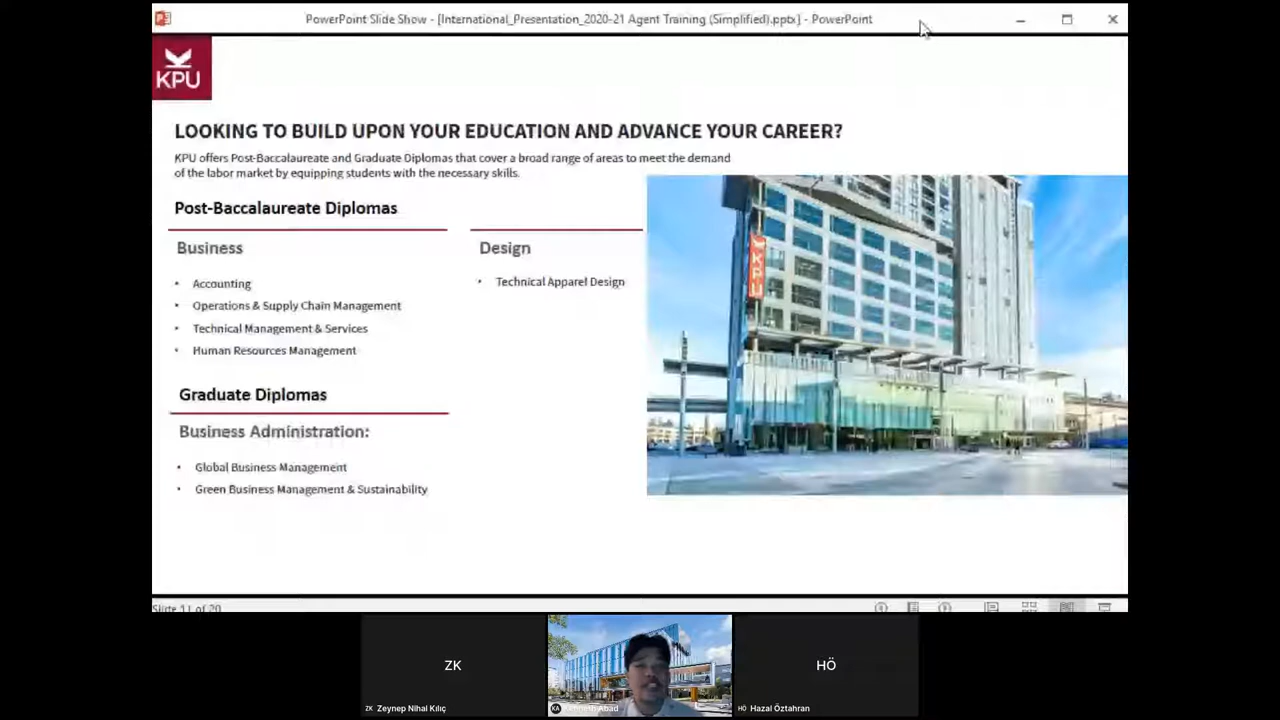 PowerPoint Slide Show - [International_Presentation_2020-21 Agent Training (Simplified).pptx] - PowerPoint
KPU
LOOKING TO BUILD UPON YOUR EDUCATION AND ADVANCE YOUR CAREER?
KPU offers Post-Baccalaureate and Graduate Diplomas that cover a broad range of areas to meet the demand
of the labor market by equipping students with the necessary skills.
Post-Baccalaureate Diplomas
Business
• Accounting
• Operations & Supply Chain Management
• Technical Management & Services
• Human Resources Management
Design
• Technical Apparel Design
KPU
Graduate Diplomas
Business Administration:
• Global Business Management
• Green Business Management & Sustainability
Slide 11 of 20
ZK
ZK Zeynep Nihal Kılıç
KA
Abad
HÖ
HÖ Hazal Öztahran